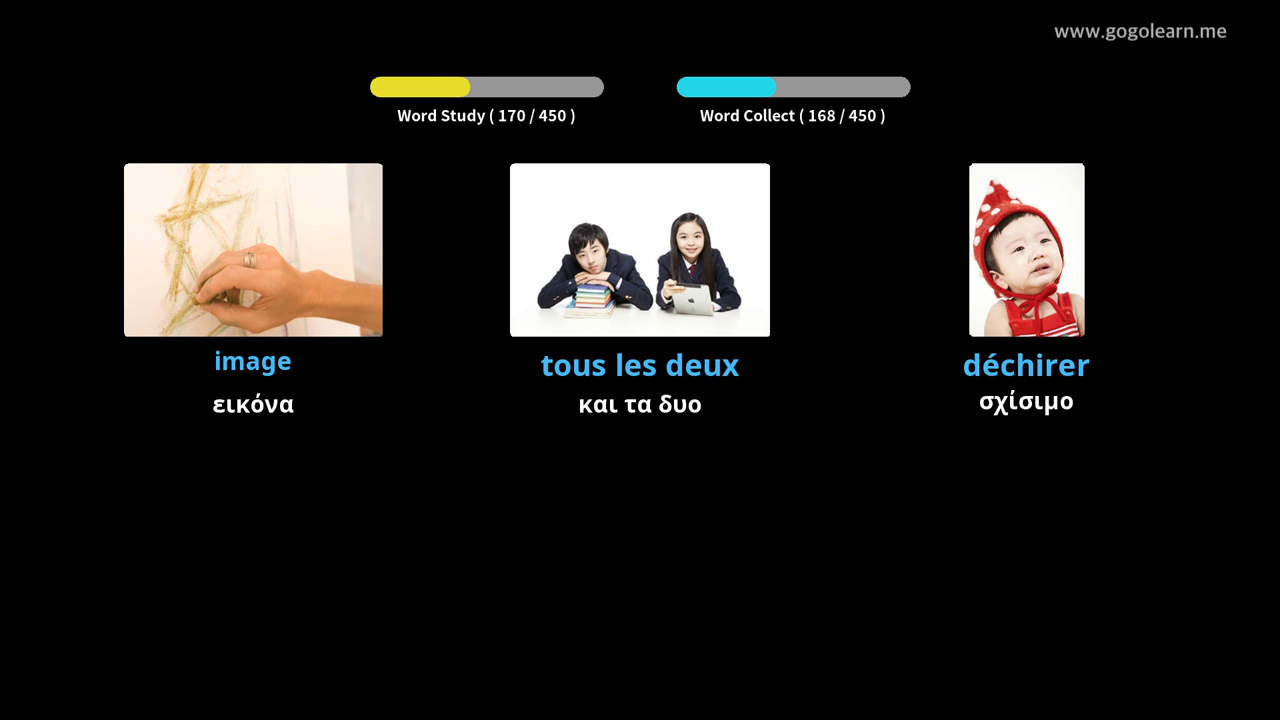 www.gogolearn.me
Word Study ( 170 / 450 )
Word Collect ( 168 / 450 )
image
tous les deux
déchirer
εικόνα
και τα δυο
σχίσιμο